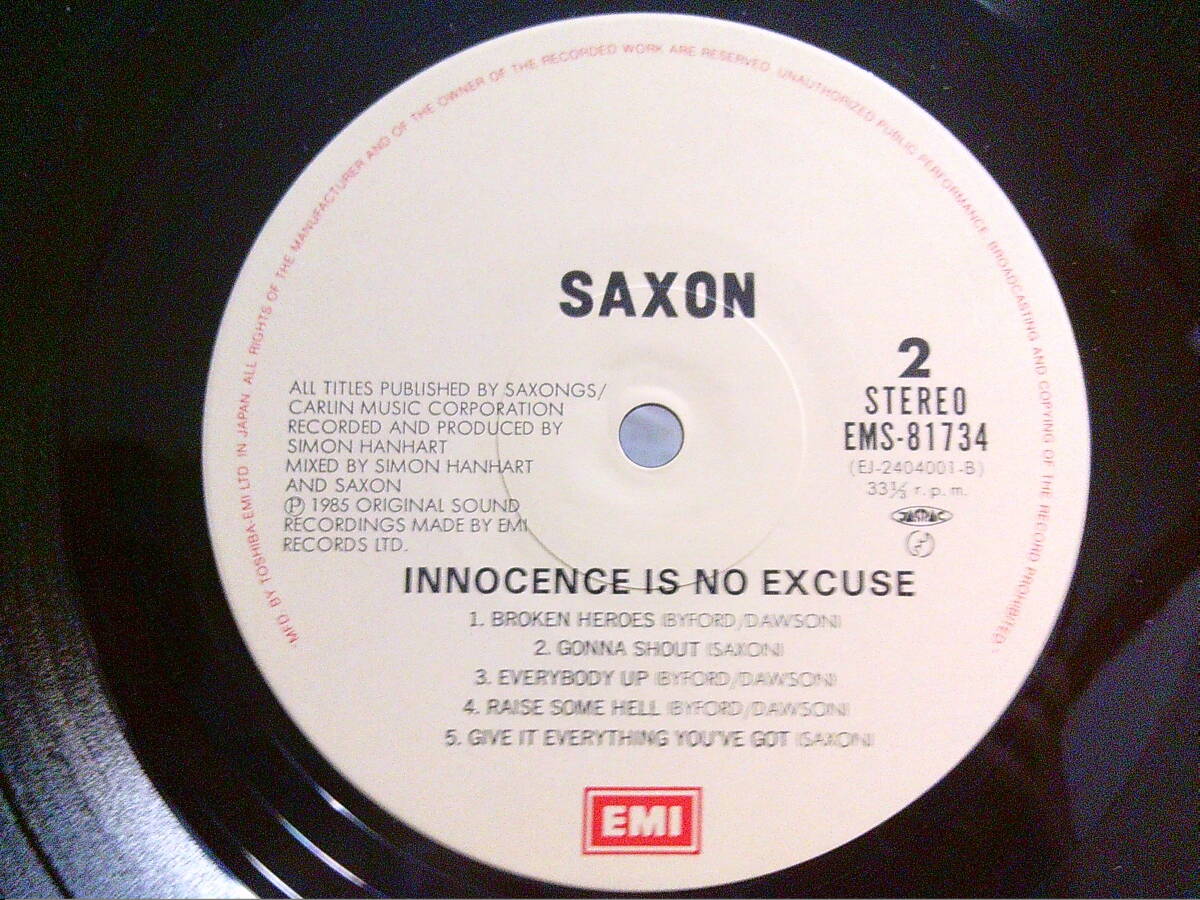 MFD. BY TOSHIBA-EMI LTD IN JAPAN. ALL RIGHTS OF THE MANUFACTURER AND OF THE OWNER OF THE RECORDED WORK ARE RESERVED. UNAUTHORIZED PUBLIC PERFORMANCE, BROADCASTING AND COPYING OF THE RECORD PROHIBITED.
SAXON
2
STEREO
EMS-81734
(EJ-2404001-B)
33⅓ r.p.m.
JASRAC
ALL TITLES PUBLISHED BY SAXONGS/
CARLIN MUSIC CORPORATION
RECORDED AND PRODUCED BY
SIMON HANHART
MIXED BY SIMON HANHART
AND SAXON
Ⓟ 1985 ORIGINAL SOUND
RECORDINGS MADE BY EMI
RECORDS LTD.
INNOCENCE IS NO EXCUSE
1. BROKEN HEROES (BYFORD/DAWSON)
2. GONNA SHOUT (SAXON)
3. EVERYBODY UP (BYFORD/DAWSON)
4. RAISE SOME HELL (BYFORD/DAWSON)
5. GIVE IT EVERYTHING YOU'VE GOT (SAXON)
EMI